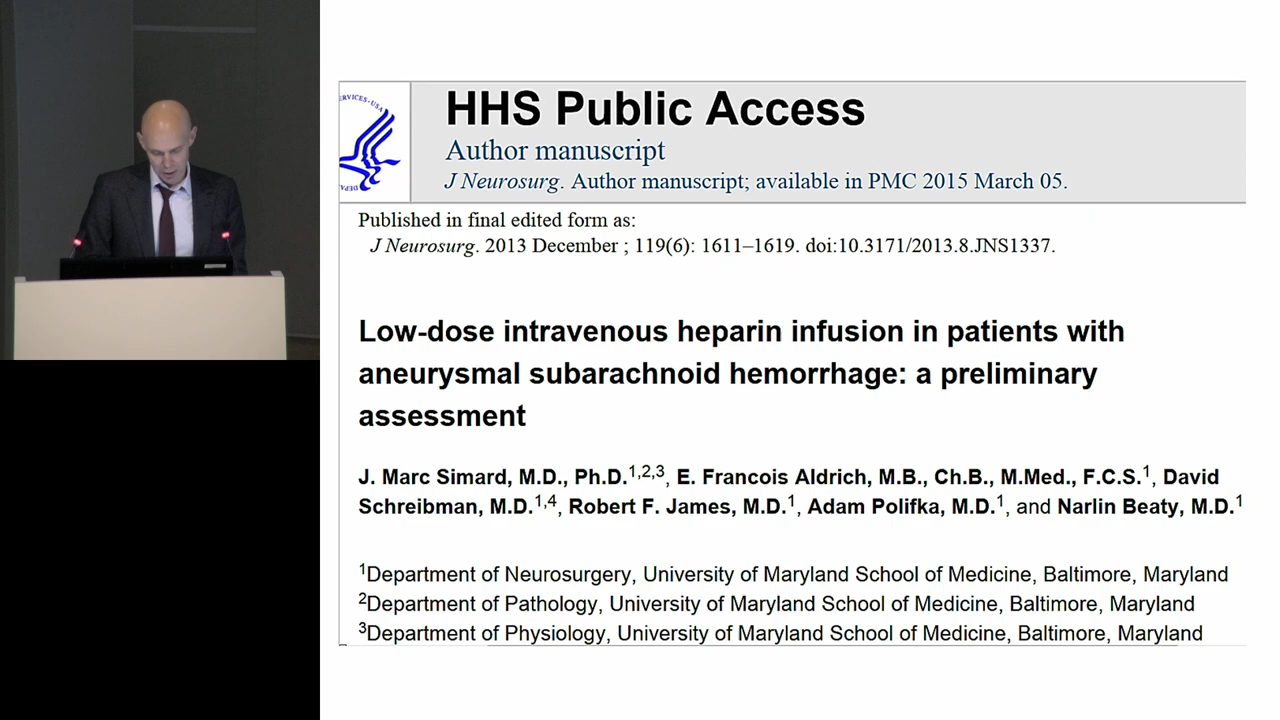 ERVICES-USA
DEPA
HHS Public Access
Author manuscript
J Neurosurg. Author manuscript; available in PMC 2015 March 05.
Published in final edited form as:
J Neurosurg. 2013 December ; 119(6): 1611–1619. doi:10.3171/2013.8.JNS1337.
Low-dose intravenous heparin infusion in patients with
aneurysmal subarachnoid hemorrhage: a preliminary
assessment
J. Marc Simard, M.D., Ph.D.1,2,3, E. Francois Aldrich, M.B., Ch.B., M.Med., F.C.S.1, David
Schreibman, M.D.1,4, Robert F. James, M.D.1, Adam Polifka, M.D.1, and Narlin Beaty, M.D.1
1Department of Neurosurgery, University of Maryland School of Medicine, Baltimore, Maryland
2Department of Pathology, University of Maryland School of Medicine, Baltimore, Maryland
3Department of Physiology, University of Maryland School of Medicine, Baltimore, Maryland